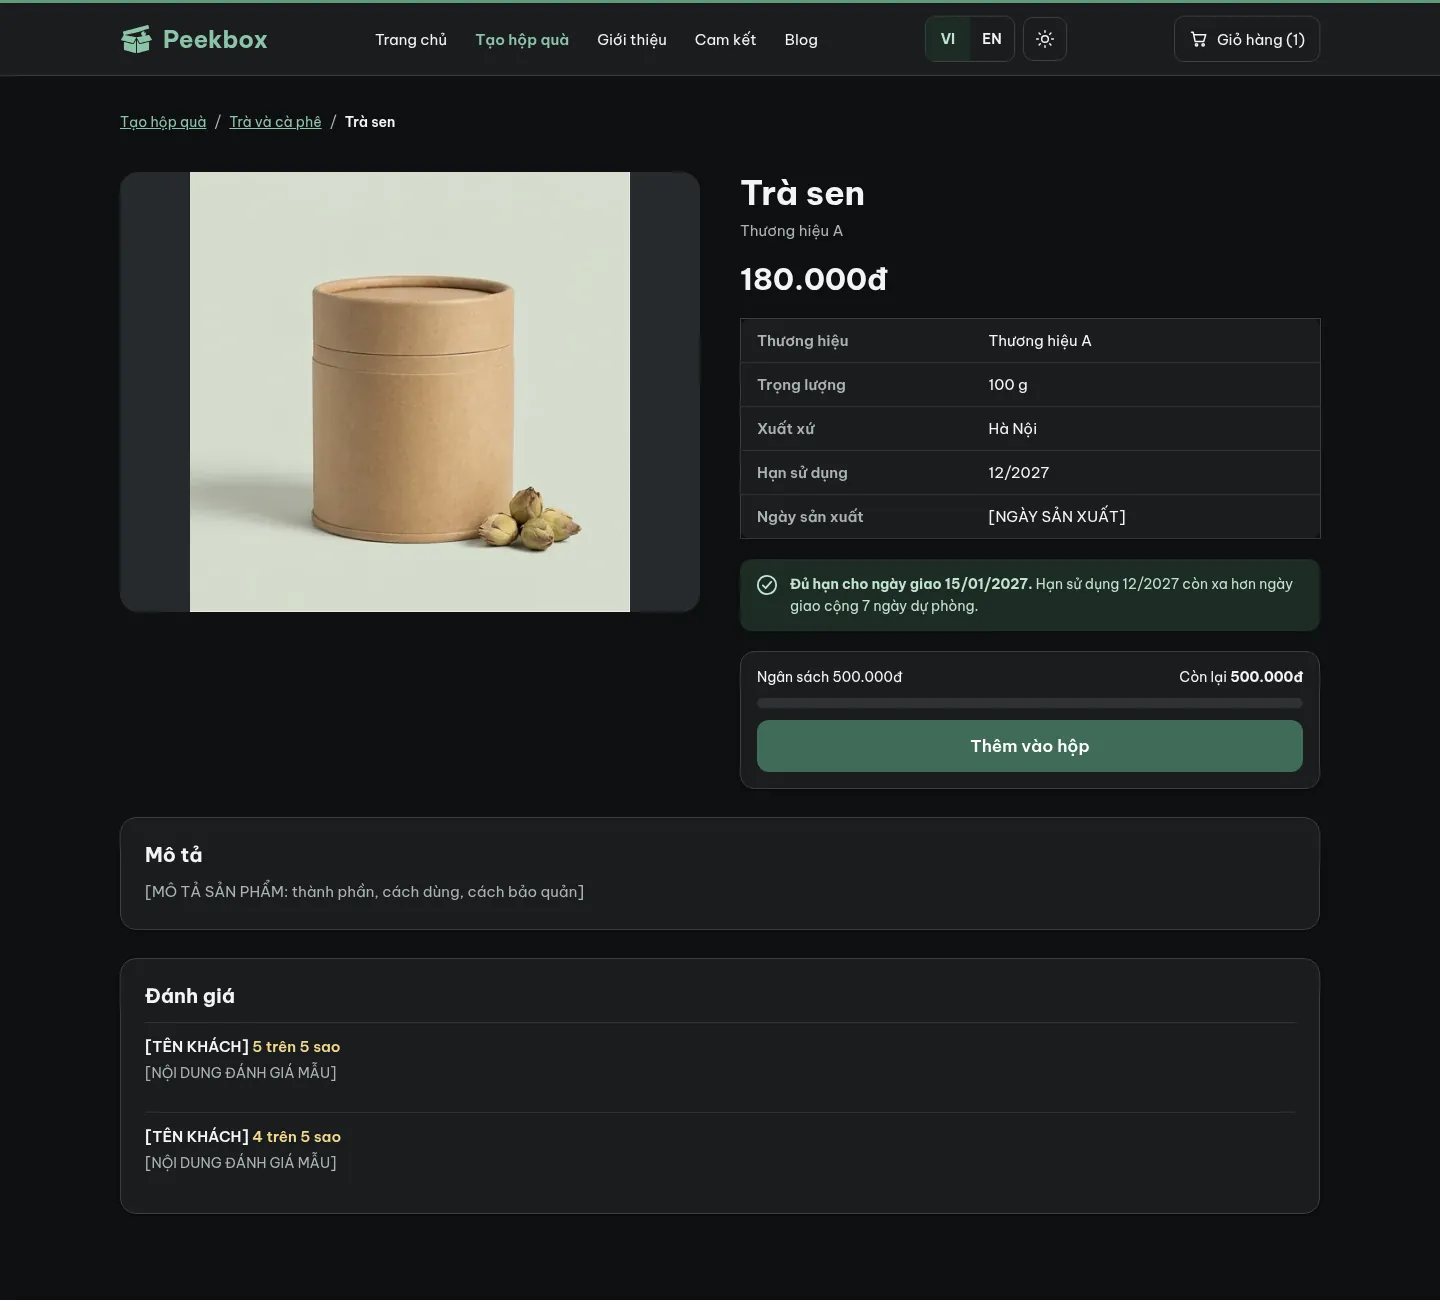 Peekbox
Trang chủ
Tạo hộp quà
Giới thiệu
Cam kết
Blog
VI
EN
Giỏ hàng (1)
Tạo hộp quà / Trà và cà phê / Trà sen
Trà sen
Thương hiệu A
180.000đ
Thương hiệu Thương hiệu A
Trọng lượng 100 g
Xuất xứ Hà Nội
Hạn sử dụng 12/2027
Ngày sản xuất [NGÀY SẢN XUẤT]
Đủ hạn cho ngày giao 15/01/2027. Hạn sử dụng 12/2027 còn xa hơn ngày
giao cộng 7 ngày dự phòng.
Ngân sách 500.000đ Còn lại 500.000đ
Thêm vào hộp
Mô tả
[MÔ TẢ SẢN PHẨM: thành phần, cách dùng, cách bảo quản]
Đánh giá
[TÊN KHÁCH] 5 trên 5 sao
[NỘI DUNG ĐÁNH GIÁ MẪU]
[TÊN KHÁCH] 4 trên 5 sao
[NỘI DUNG ĐÁNH GIÁ MẪU]